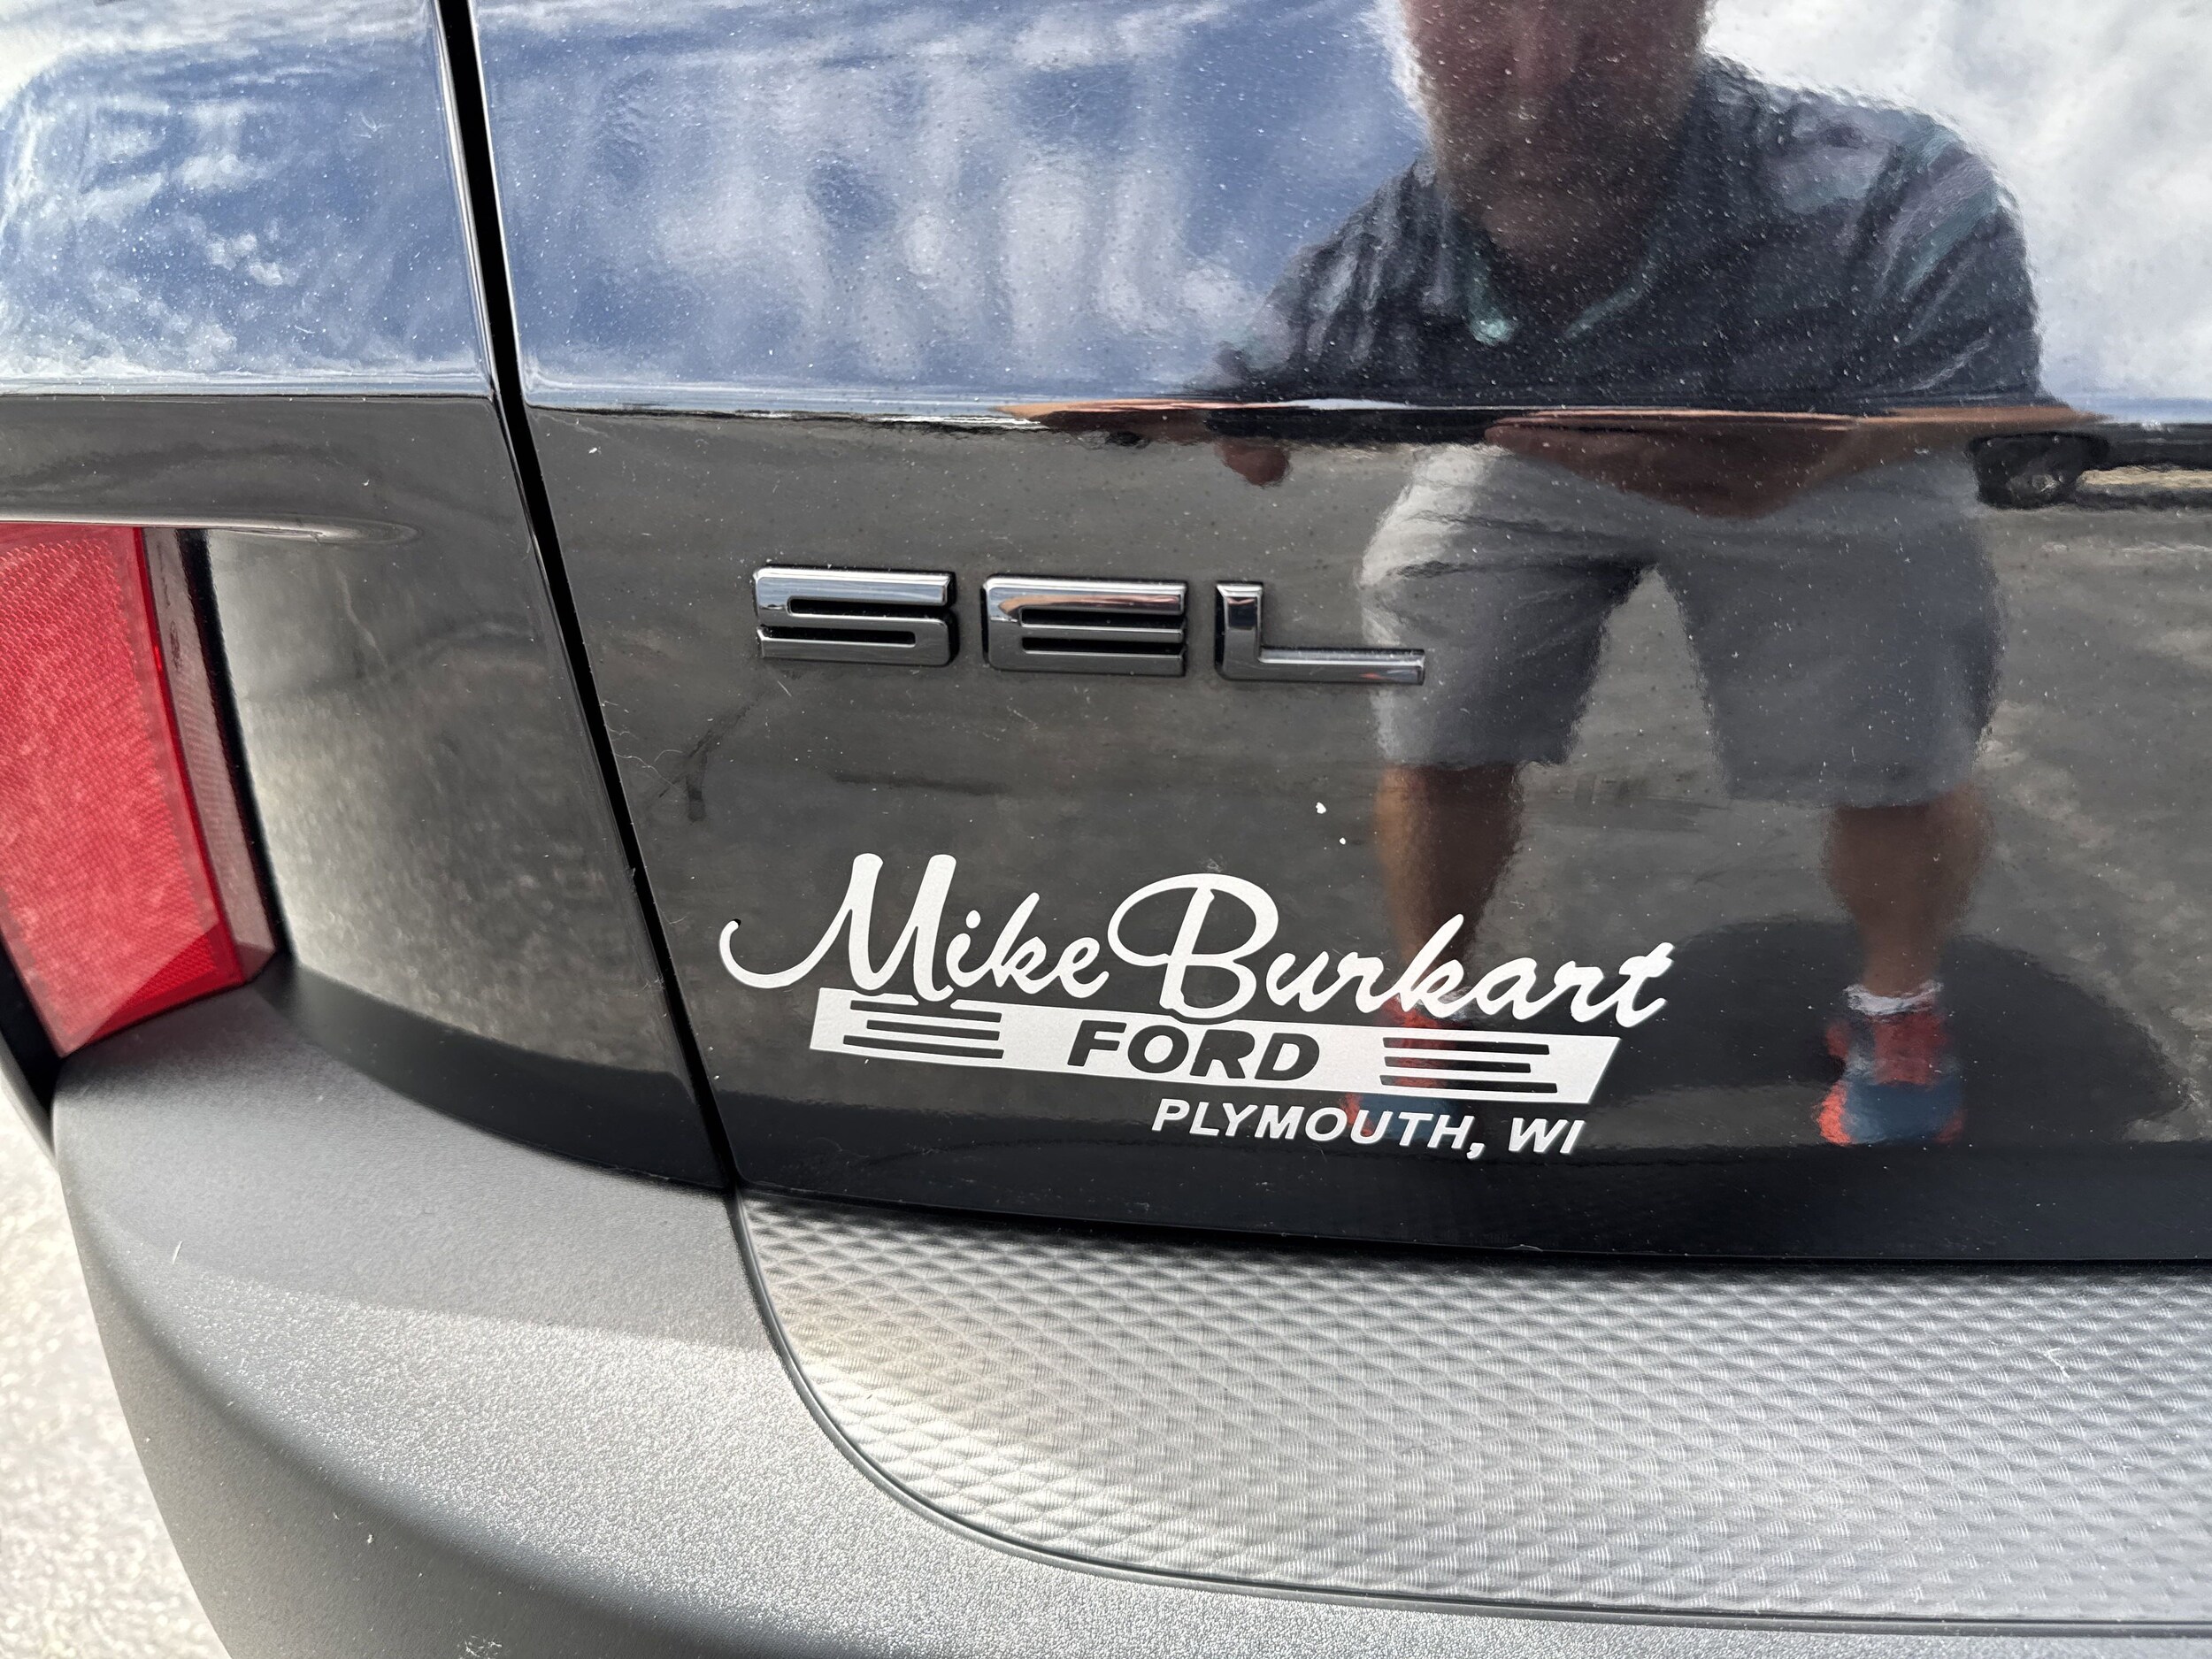 SEL
Mike Burkart
FORD
PLYMOUTH, WI